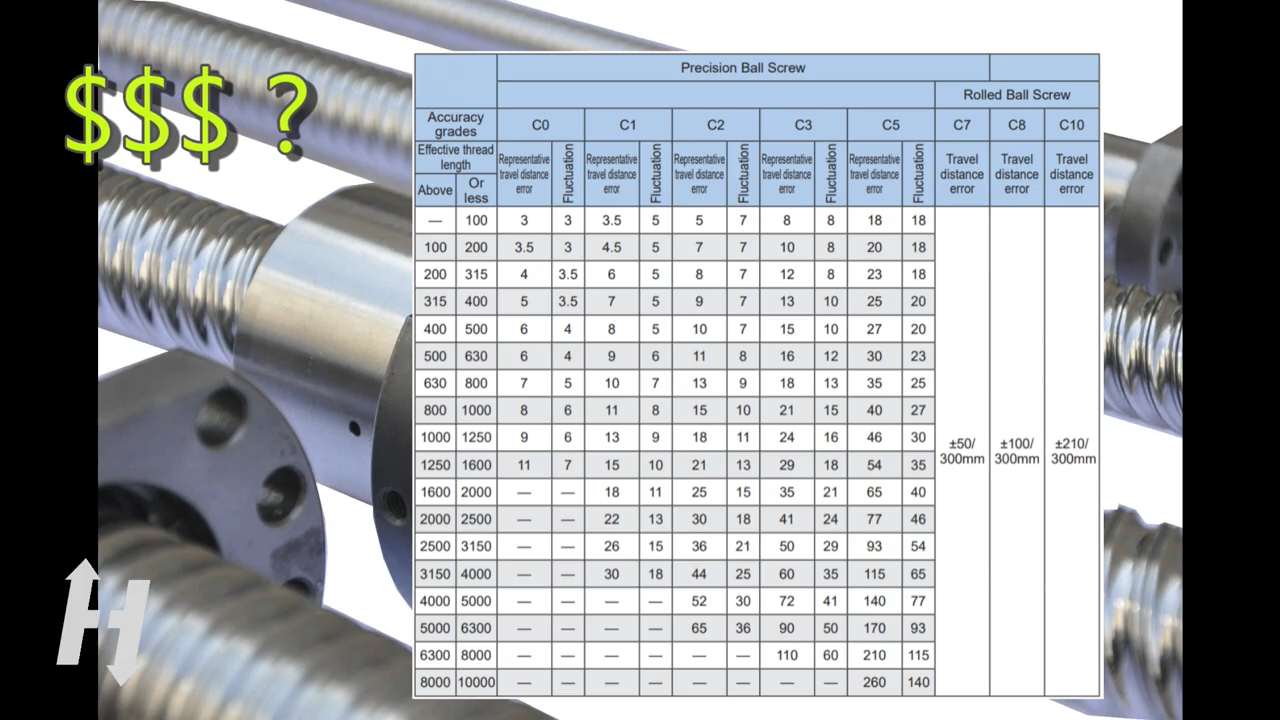 $$$ ?
Precision Ball Screw
Rolled Ball Screw
Accuracy grades C0 C1 C2 C3 C5 C7 C8 C10
Effective thread length Representative travel distance error Fluctuation Representative travel distance error Fluctuation Representative travel distance error Fluctuation Representative travel distance error Fluctuation Representative travel distance error Fluctuation Travel distance error Travel distance error Travel distance error
Above Or less
— 100 3 3 3.5 5 5 7 8 8 18 18
100 200 3.5 3 4.5 5 7 7 10 8 20 18
200 315 4 3.5 6 5 8 7 12 8 23 18
315 400 5 3.5 7 5 9 7 13 10 25 20
400 500 6 4 8 5 10 7 15 10 27 20
500 630 6 4 9 6 11 8 16 12 30 23
630 800 7 5 10 7 13 9 18 13 35 25
800 1000 8 6 11 8 15 10 21 15 40 27
1000 1250 9 6 13 9 18 11 24 16 46 30
±50/ 300mm ±100/ 300mm ±210/ 300mm
1250 1600 11 7 15 10 21 13 29 18 54 35
1600 2000 — — 18 11 25 15 35 21 65 40
2000 2500 — — 22 13 30 18 41 24 77 46
2500 3150 — — 26 15 36 21 50 29 93 54
3150 4000 — — 30 18 44 25 60 35 115 65
4000 5000 — — — — 52 30 72 41 140 77
5000 6300 — — — — 65 36 90 50 170 93
6300 8000 — — — — — — 110 60 210 115
8000 10000 — — — — — — — — 260 140
H